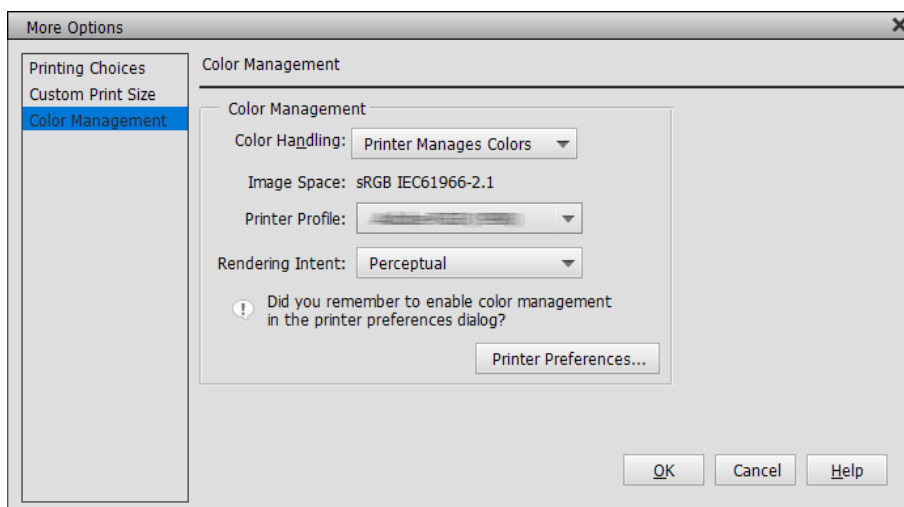 More Options
Printing Choices
Custom Print Size
Color Management
Color Management
Color Management
Color Handling: Printer Manages Colors
Image Space: sRGB IEC61966-2.1
Printer Profile:
Rendering Intent: Perceptual
Did you remember to enable color management
in the printer preferences dialog?
Printer Preferences...
OK Cancel Help